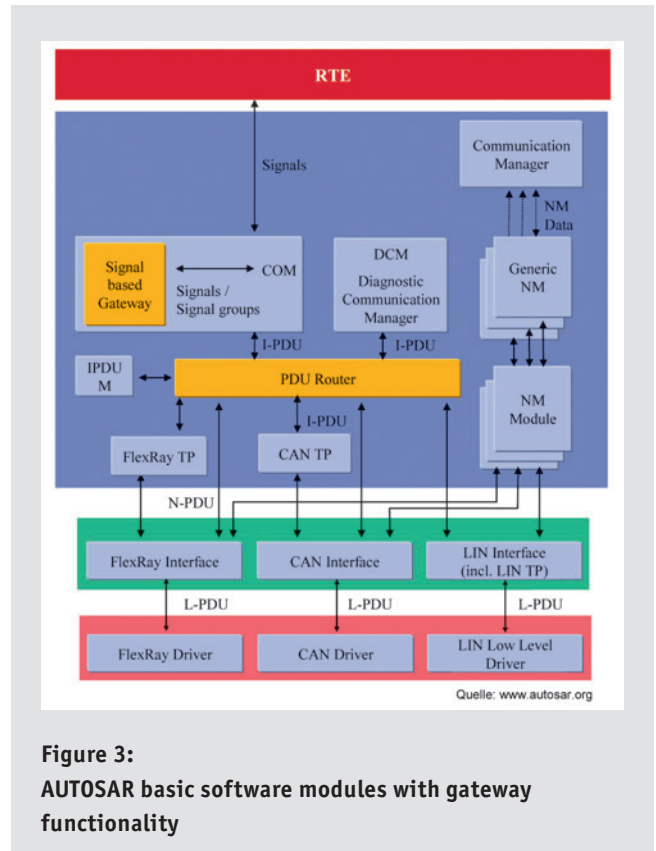 RTE
Signals
Communication
Manager
NM
Data
Signal
based
Gateway
COM
Signals /
Signal groups
DCM
Diagnostic
Communication
Manager
Generic
NM
I-PDU
I-PDU
IPDU
M
PDU Router
NM
Module
I-PDU
FlexRay TP
CAN TP
N-PDU
FlexRay Interface
CAN Interface
LIN Interface
(incl. LIN TP)
L-PDU
L-PDU
L-PDU
FlexRay Driver
CAN Driver
LIN Low Level
Driver
Quelle: www.autosar.org
Figure 3:
AUTOSAR basic software modules with gateway
functionality